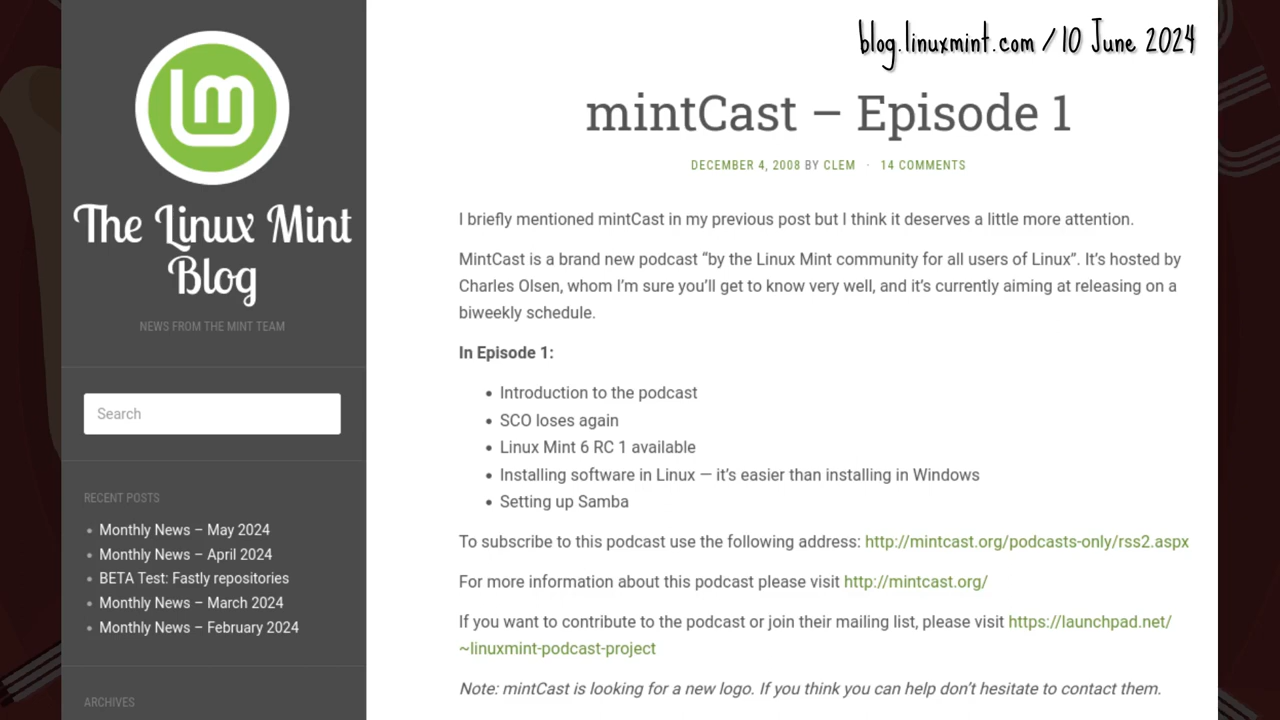 blog.linuxmint.com / 10 June 2024
lm
The Linux Mint
Blog
NEWS FROM THE MINT TEAM
Search
RECENT POSTS
Monthly News – May 2024
Monthly News – April 2024
BETA Test: Fastly repositories
Monthly News – March 2024
Monthly News – February 2024
ARCHIVES
mintCast – Episode 1
DECEMBER 4, 2008 BY CLEM · 14 COMMENTS
I briefly mentioned mintCast in my previous post but I think it deserves a little more attention.
MintCast is a brand new podcast “by the Linux Mint community for all users of Linux”. It’s hosted by
Charles Olsen, whom I’m sure you’ll get to know very well, and it’s currently aiming at releasing on a
biweekly schedule.
In Episode 1:
• Introduction to the podcast
• SCO loses again
• Linux Mint 6 RC 1 available
• Installing software in Linux — it’s easier than installing in Windows
• Setting up Samba
To subscribe to this podcast use the following address: http://mintcast.org/podcasts-only/rss2.aspx
For more information about this podcast please visit http://mintcast.org/
If you want to contribute to the podcast or join their mailing list, please visit https://launchpad.net/
~linuxmint-podcast-project
Note: mintCast is looking for a new logo. If you think you can help don’t hesitate to contact them.